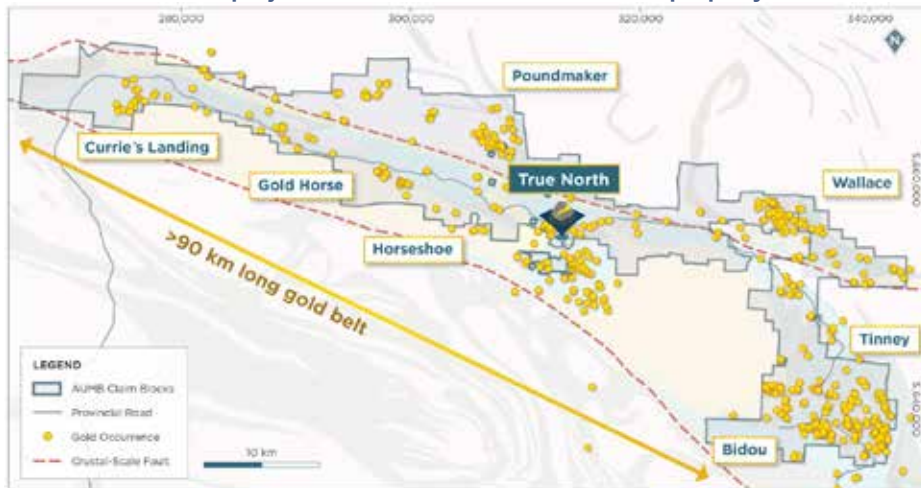 280,000
300,000
320,000
340,000
N
Poundmaker
Currie's Landing
True North
Wallace
Gold Horse
Horseshoe
>90 km long gold belt
Tinney
LEGEND
AUMB Claim Blocks
Provincial Road
Gold Occurrence
Crustal-Scale Fault
10 km
Bidou